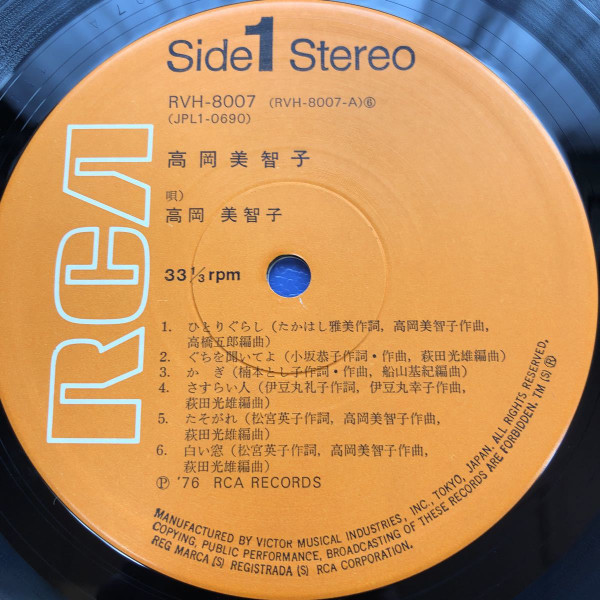 Side 1 Stereo
RVH-8007 (RVH-8007-A)⑥
(JPL1-0690)
RCA
高岡美智子
唄)
高岡 美智子
33 1/3 rpm
1. ひとりぐらし (たかはし雅美作詞, 高岡美智子作曲,
高橋五郎編曲)
2. ぐちを聞いてよ (小坂恭子作詞・作曲, 萩田光雄編曲)
3. か ぎ (楠本とし子作詞・作曲, 船山基紀編曲)
4. さすらい人 (伊豆丸礼子作詞, 伊豆丸幸子作曲,
萩田光雄編曲)
5. たそがれ (松宮英子作詞, 高岡美智子作曲,
萩田光雄編曲)
6. 白い窓 (松宮英子作詞, 高岡美智子作曲,
萩田光雄編曲)
Ⓟ '76 RCA RECORDS
MANUFACTURED BY VICTOR MUSICAL INDUSTRIES, INC., TOKYO, JAPAN. ALL RIGHTS RESERVED.
COPYING, PUBLIC PERFORMANCE, BROADCASTING OF THESE RECORDS ARE FORBIDDEN. TM (S) Ⓡ
REG MARCA (S) REGISTRADA (S) RCA CORPORATION.